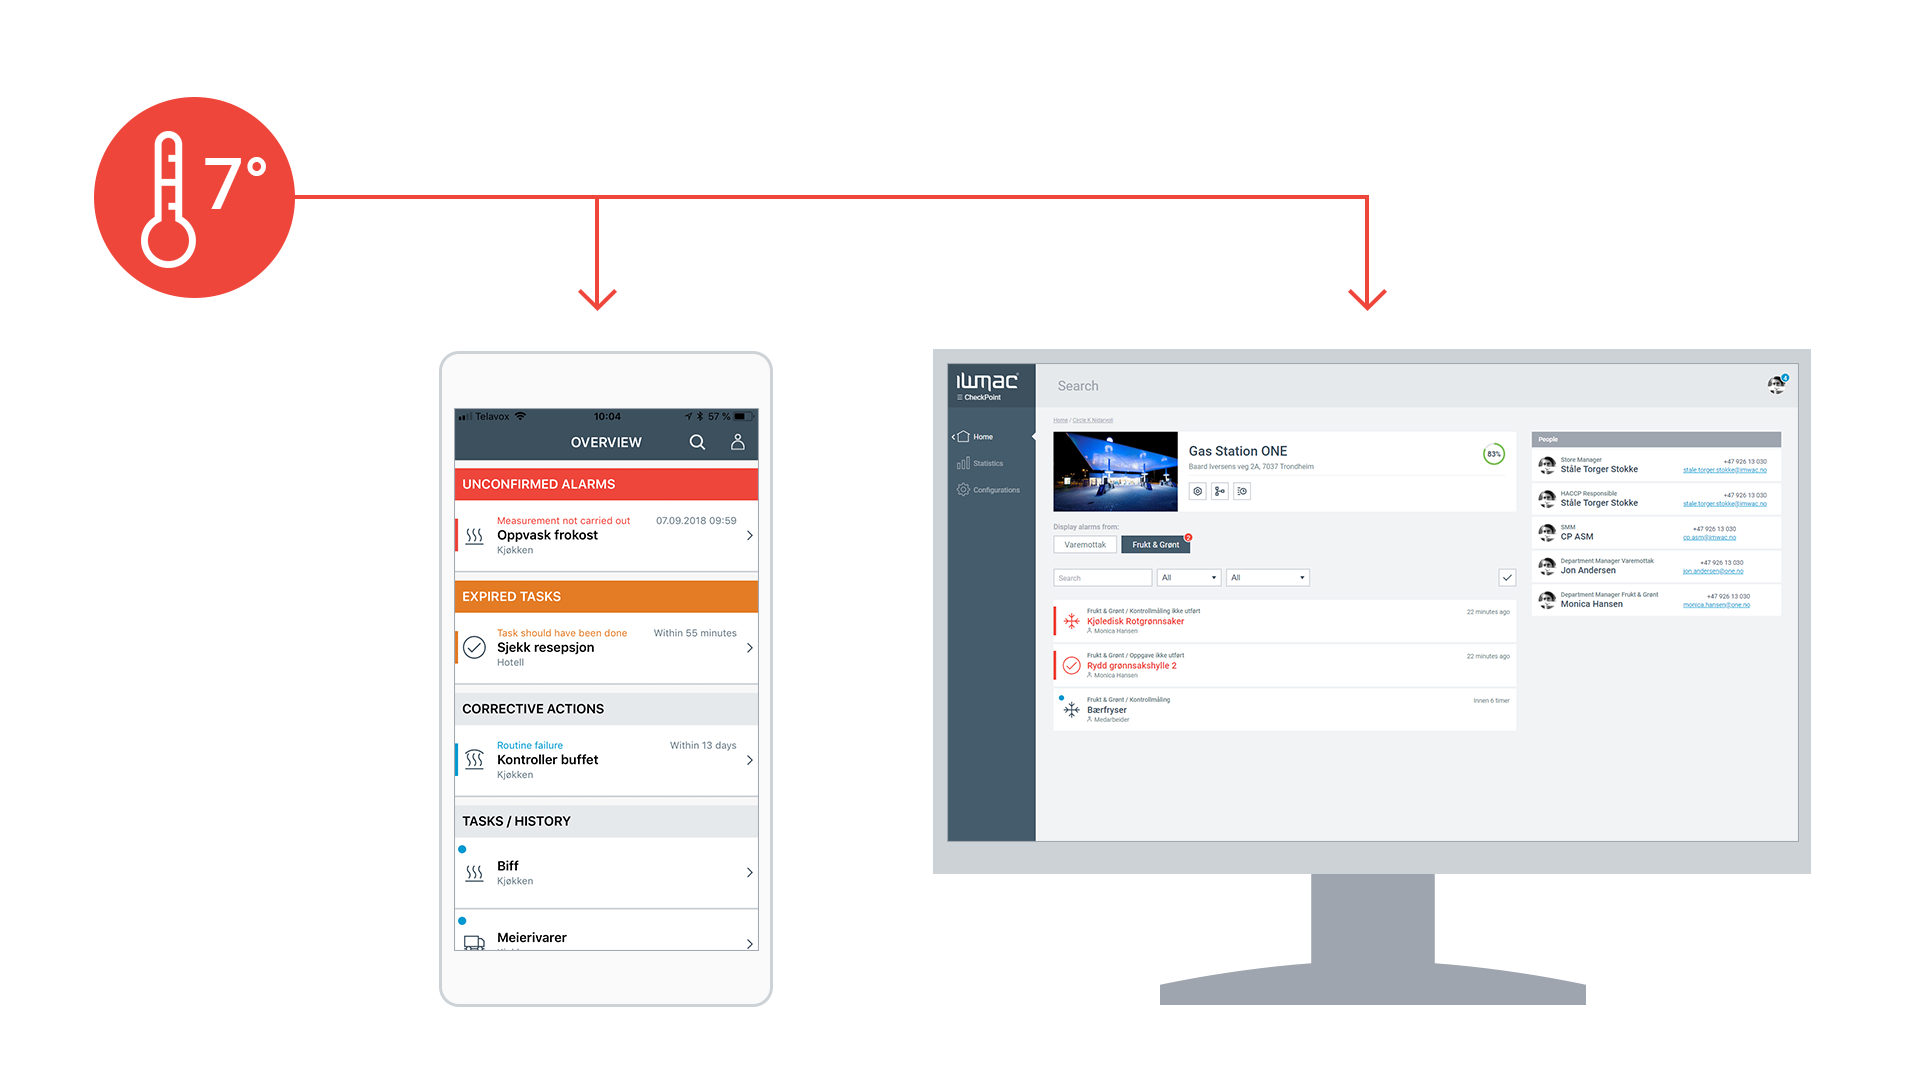 7°
Telavox 10:04 57 %
OVERVIEW
UNCONFIRMED ALARMS
Measurement not carried out 07.09.2018 09:59
Oppvask frokost
Kjøkken
EXPIRED TASKS
Task should have been done Within 55 minutes
Sjekk resepsjon
Hotell
CORRECTIVE ACTIONS
Routine failure Within 13 days
Kontroller buffet
Kjøkken
TASKS / HISTORY
Biff
Kjøkken
Meierivarer
iwmac
CheckPoint
Search
4
Home
Statistics
Configurations
Home / Circle K Nidarvoll
Gas Station ONE
Baard Iversens veg 2A, 7037 Trondheim
83%
Display alarms from:
Varemottak Frukt & Grønt 2
Search All All
Frukt & Grønt / Kontrollmåling ikke utført 22 minutes ago
Kjøledisk Rotgrønnsaker
Monica Hansen
Frukt & Grønt / Oppgave ikke utført 22 minutes ago
Rydd grønnsakshylle 2
Monica Hansen
Frukt & Grønt / Kontrollmåling Innen 6 timer
Bærfryser
Medarbeider
People
Store Manager +47 926 13 030
Ståle Torger Stokke stale.torger.stokke@imwac.no
HACCP Responsible +47 926 13 030
Ståle Torger Stokke stale.torger.stokke@imwac.no
SMM +47 926 13 030
CP ASM cp.asm@imwac.no
Department Manager Varemottak +47 926 13 030
Jon Andersen jon.andersen@one.no
Department Manager Frukt & Grønt +47 926 13 030
Monica Hansen monica.hansen@one.no